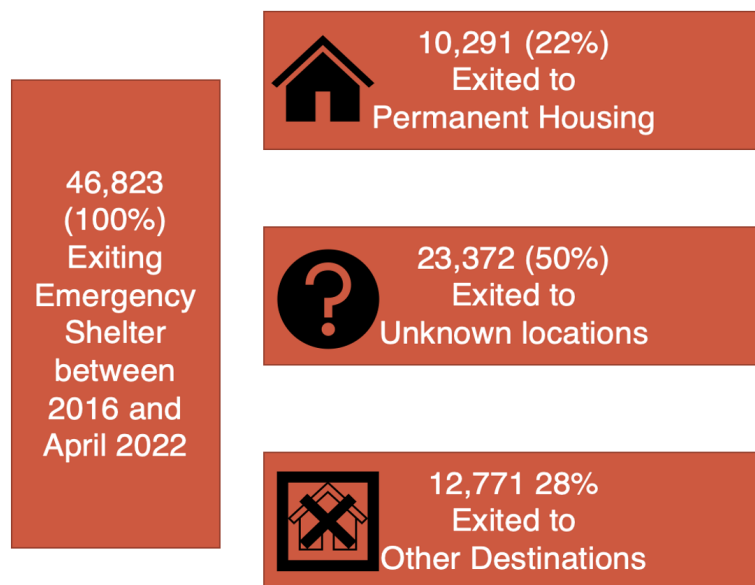 46,823
(100%)
Exiting
Emergency
Shelter
between
2016 and
April 2022
10,291 (22%)
Exited to
Permanent Housing
23,372 (50%)
Exited to
Unknown locations
12,771 28%
Exited to
Other Destinations